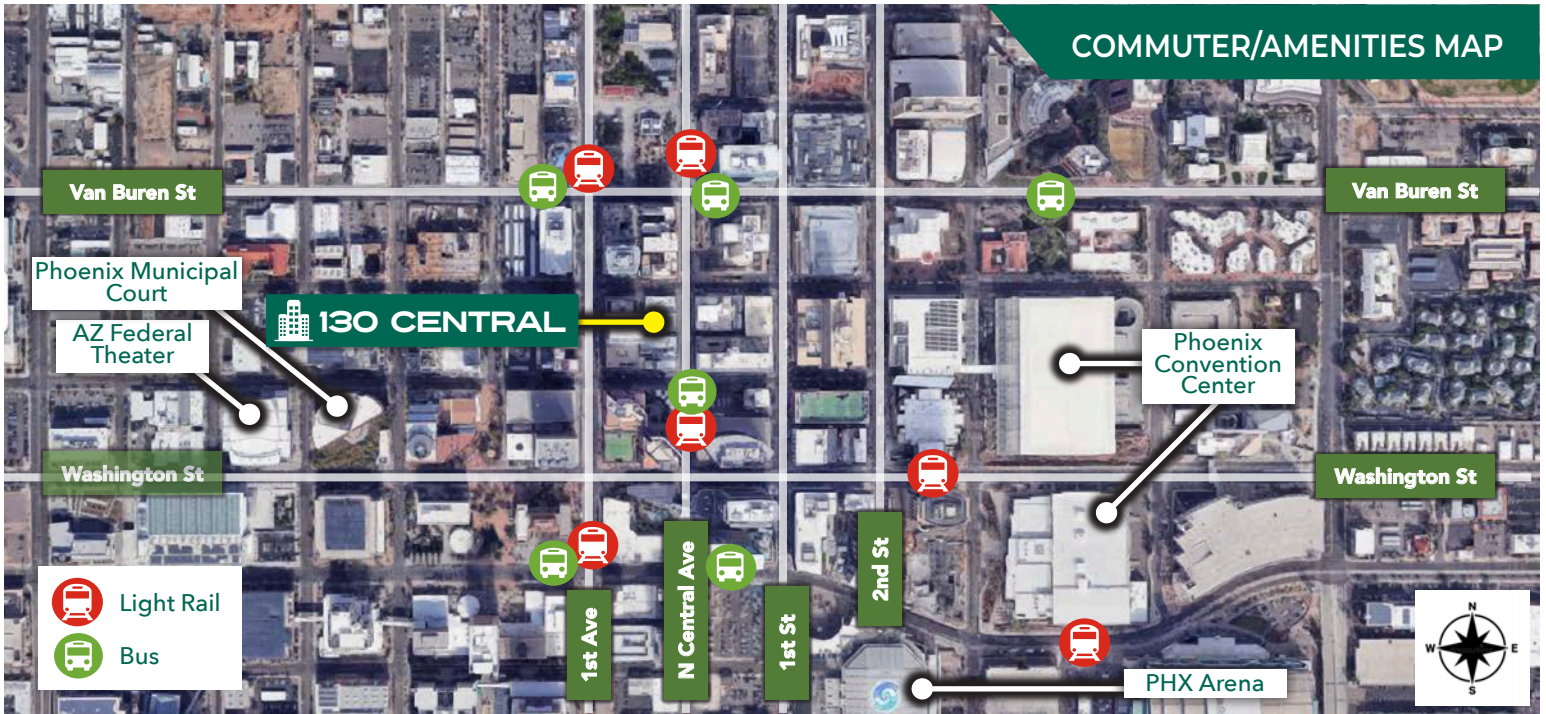 COMMUTER/AMENITIES MAP
Van Buren St
Van Buren St
Phoenix Municipal
Court
AZ Federal
Theater
130 CENTRAL
Phoenix
Convention
Center
Washington St
Washington St
1st Ave
N Central Ave
1st St
2nd St
Light Rail
Bus
PHX Arena
N
W
E
S